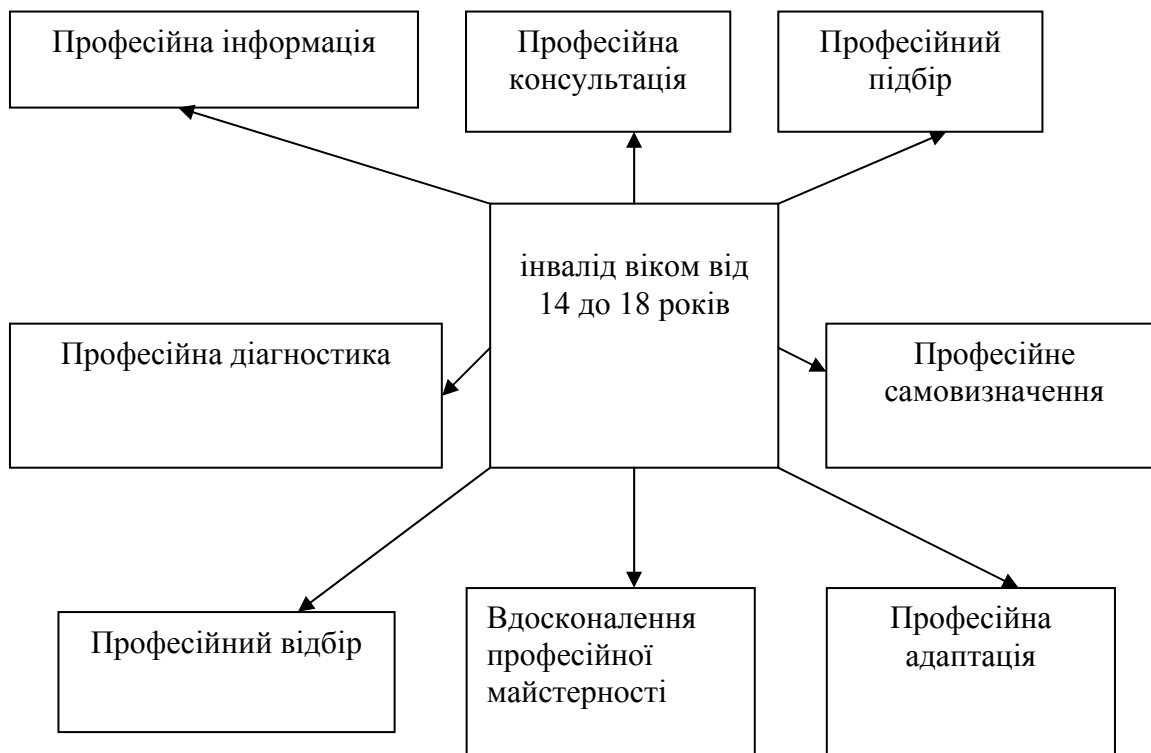 Професійна інформація
Професійна
консультація
Професійний
підбір
інвалід віком від
14 до 18 років
Професійна діагностика
Професійне
самовизначення
Професійний відбір
Вдосконалення
професійної
майстерності
Професійна
адаптація